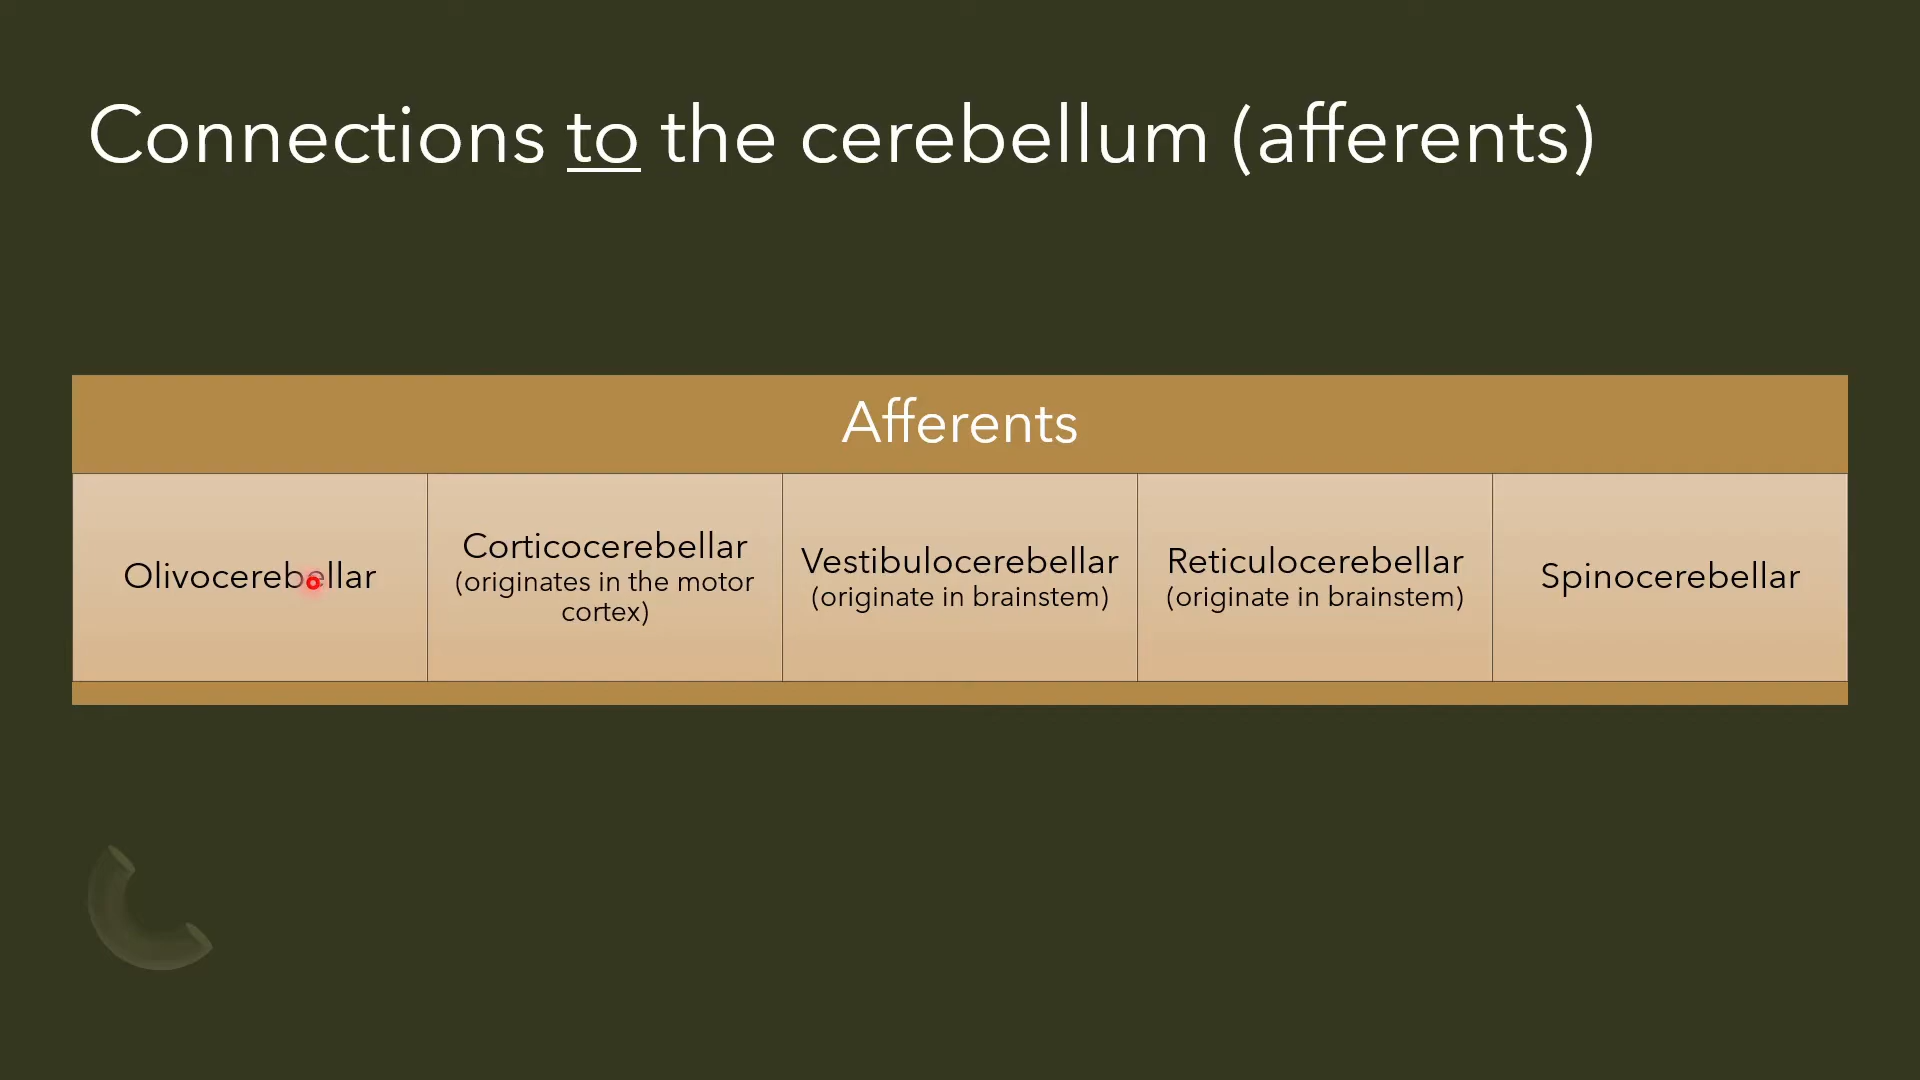 Connections to the cerebellum (afferents)
Afferents
Olivocerebellar
Corticocerebellar
(originates in the motor
cortex)
Vestibulocerebellar
(originate in brainstem)
Reticulocerebellar
(originate in brainstem)
Spinocerebellar